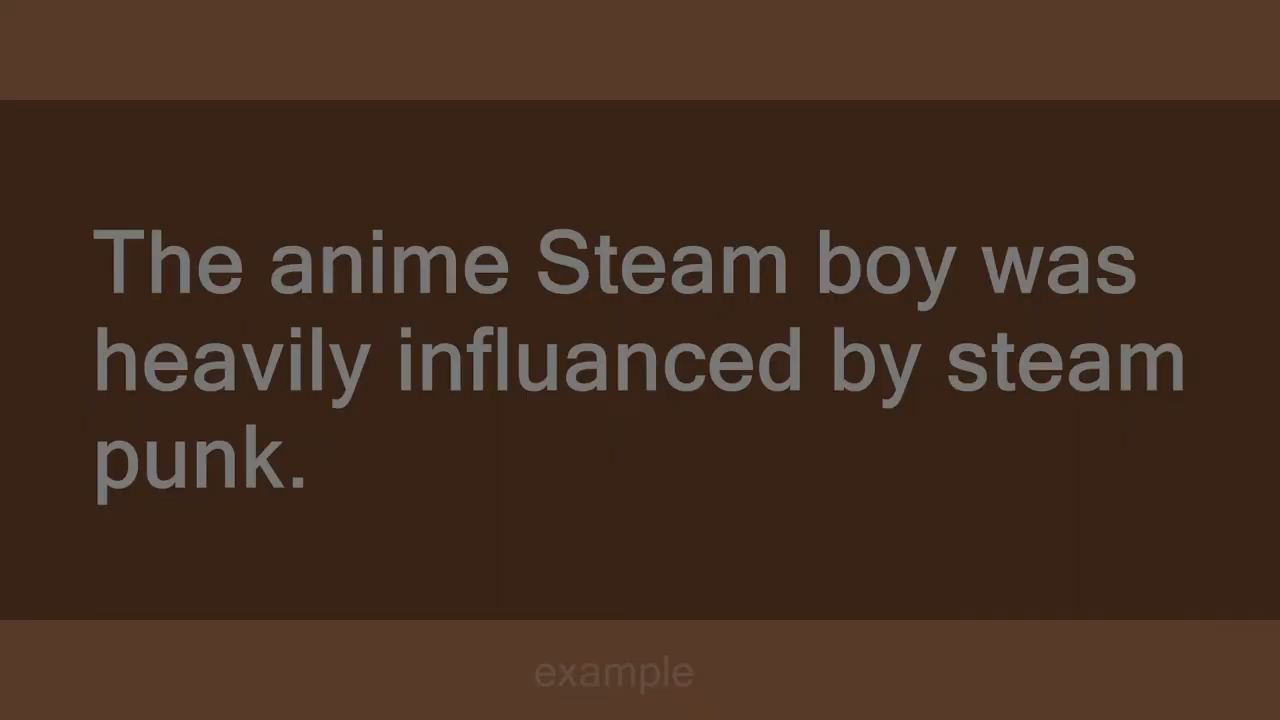 The anime Steam boy was
heavily influanced by steam
punk.
example